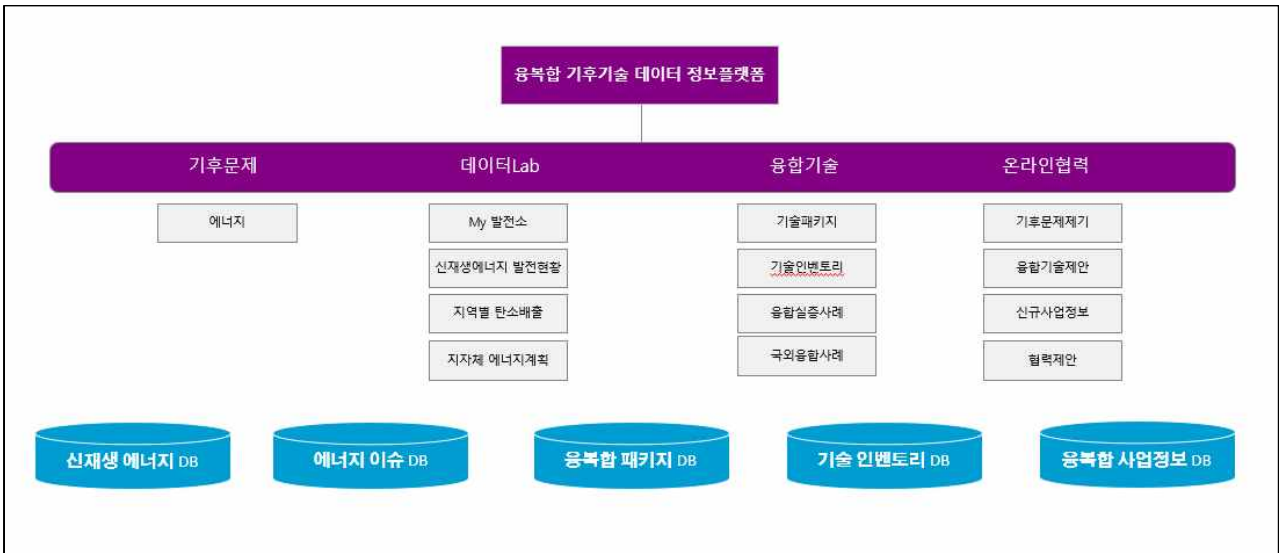 융복합 기후기술 데이터 정보플랫폼
기후문제 데이터Lab 융합기술 온라인협력
에너지 My 발전소 기술패키지 기후문제제기
신재생에너지 발전현황 기술인벤토리 융합기술제안
지역별 탄소배출 융합실증사례 신규사업정보
지자체 에너지계획 국외융합사례 협력제안
신재생 에너지 DB 에너지 이슈 DB 융복합 패키지 DB 기술 인벤토리 DB 융복합 사업정보 DB